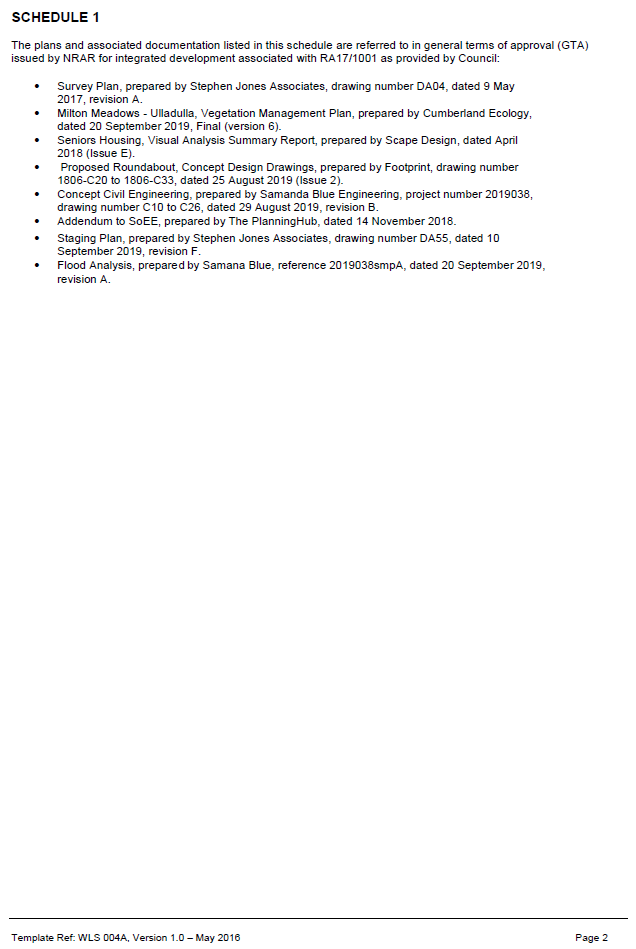 SCHEDULE 1
The plans and associated documentation listed in this schedule are referred to in general terms of approval (GTA)
issued by NRAR for integrated development associated with RA17/1001 as provided by Council:
• Survey Plan, prepared by Stephen Jones Associates, drawing number DA04, dated 9 May
2017, revision A.
• Milton Meadows - Ulladulla, Vegetation Management Plan, prepared by Cumberland Ecology,
dated 20 September 2019, Final (version 6).
• Seniors Housing, Visual Analysis Summary Report, prepared by Scape Design, dated April
2018 (Issue E).
• Proposed Roundabout, Concept Design Drawings, prepared by Footprint, drawing number
1806-C20 to 1806-C33, dated 25 August 2019 (Issue 2).
• Concept Civil Engineering, prepared by Samanda Blue Engineering, project number 2019038,
drawing number C10 to C26, dated 29 August 2019, revision B.
• Addendum to SoEE, prepared by The PlanningHub, dated 14 November 2018.
• Staging Plan, prepared by Stephen Jones Associates, drawing number DA55, dated 10
September 2019, revision F.
• Flood Analysis, prepared by Samana Blue, reference 2019038smpA, dated 20 September 2019,
revision A.
Template Ref: WLS 004A, Version 1.0 – May 2016 Page 2